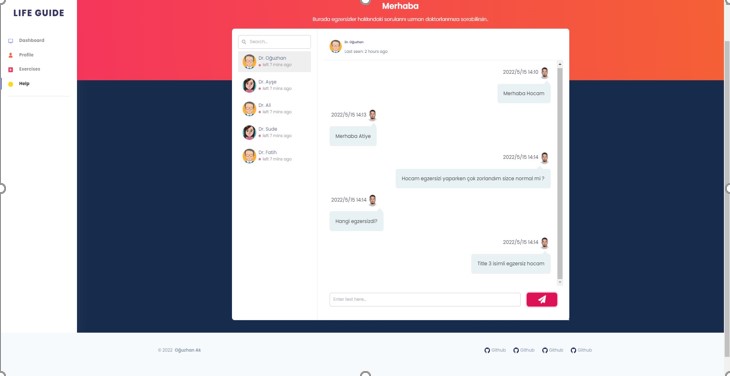 LIFE GUIDE
Dashboard
Profile
Exercises
Help
Merhaba
Burada egzersizler hakkındaki sorularını uzman doktorlarımıza sorabilirsin.
Search...
Dr. Oğuzhan
left 7 mins ago
Dr. Ayşe
left 7 mins ago
Dr. Ali
left 7 mins ago
Dr. Sude
left 7 mins ago
Dr. Fatih
left 7 mins ago
Dr. Oğuzhan
Last seen 2 hours ago
2022/5/15 14:10
Merhaba Hocam
2022/5/15 14:13
Merhaba Atiye
2022/5/15 14:14
Hocam egzersizi yaparken çok zorlandım sizce normal mi ?
2022/5/15 14:14
Hangi egzersizdi?
2022/5/15 14:14
Title 3 isimli egzersiz hocam
Enter text here...
© 2022 Oğuzhan Ak
Github Github Github Github